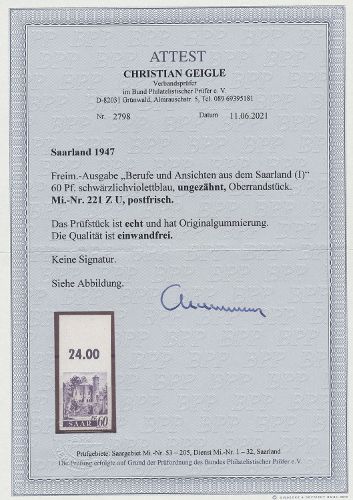 ATTEST
CHRISTIAN GEIGLE
Verbandsprüfer
im Bund Philatelistischer Prüfer e. V.
D-82031 Grünwald, Almrauschstr. 5, Tel. 089 69395181
Nr. 2798 Datum 11.06.2021
Saarland 1947
Freim.-Ausgabe „Berufe und Ansichten aus dem Saarland (I)“
60 Pf. schwärzlichviolettblau, ungezähnt, Oberrandstück.
Mi.-Nr. 221 Z U, postfrisch.
Das Prüfstück ist echt und hat Originalgummierung.
Die Qualität ist einwandfrei.
Keine Signatur.
Siehe Abbildung.
24.00
SAAR 60
Prüfgebiete: Saargebiet Mi.-Nr. 53 – 205, Dienst Mi.-Nr. 1 – 32, Saarland
Die Prüfung erfolgte auf Grund der Prüfordnung des Bundes Philatelistischer Prüfer e. V.